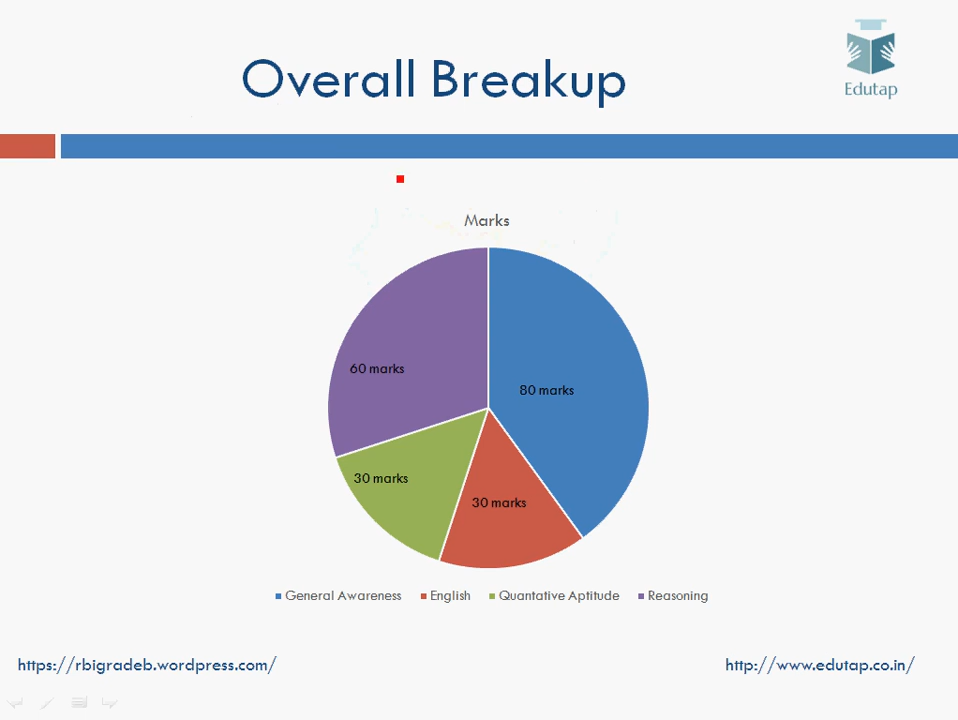 Overall Breakup
Edutap
Marks
60 marks
80 marks
30 marks
30 marks
General Awareness English Quantative Aptitude Reasoning
https://rbigradeb.wordpress.com/ http://www.edutap.co.in/